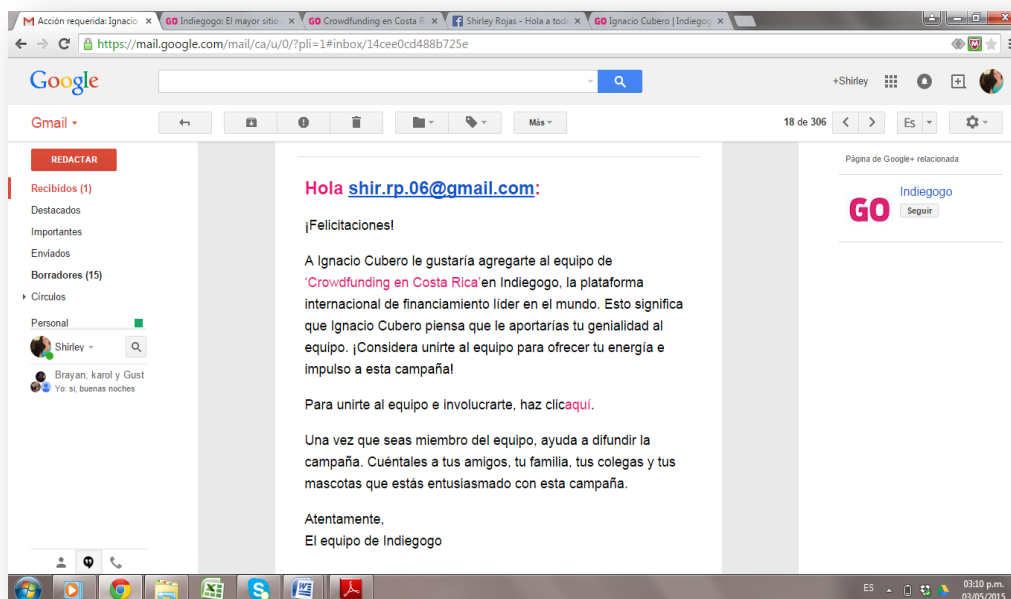 Acción requerida: Ignacio
GO Indiegogo: El mayor sitio
GO Crowdfunding en Costa R
Shirley Rojas - Hola a tod
GO Ignacio Cubero | Indiegog
https://mail.google.com/mail/ca/u/0/?pli=1#inbox/14cee0cd488b725e
Google
+Shirley
Gmail
Más
18 de 306
Es
REDACTAR
Recibidos (1)
Destacados
Importantes
Enviados
Borradores (15)
Círculos
Personal
Shirley
Brayan, karol y Gust
Yo: si, buenas noches
Hola shir.rp.06@gmail.com:
¡Felicitaciones!
A Ignacio Cubero le gustaría agregarte al equipo de
'Crowdfunding en Costa Rica'en Indiegogo, la plataforma
internacional de financiamiento líder en el mundo. Esto significa
que Ignacio Cubero piensa que le aportarías tu genialidad al
equipo. ¡Considera unirte al equipo para ofrecer tu energía e
impulso a esta campaña!
Para unirte al equipo e involucrarte, haz clicaquí.
Una vez que seas miembro del equipo, ayuda a difundir la
campaña. Cuéntales a tus amigos, tu familia, tus colegas y tus
mascotas que estás entusiasmado con esta campaña.
Atentamente,
El equipo de Indiegogo
Página de Google+ relacionada
GO
Indiegogo
Seguir
ES
03:10 p.m.
03/05/2015